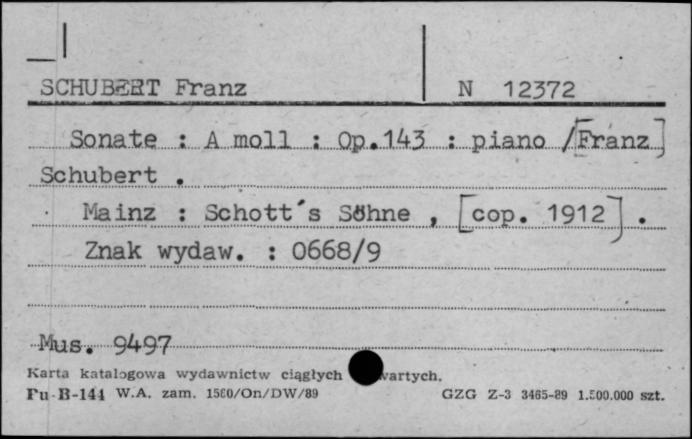 SCHUBERT Franz
N 12372
Sonate : A moll : Op.143 : piano /[Franz]
Schubert .
Mainz : Schott's Söhne , [cop. 1912] .
Znak wydaw. : 0668/9
Mus. 9497
Karta katalogowa wydawnictw ciągłych wartych.
Pu-B-144 W.A. zam. 1560/On/DW/89
GZG Z-3 3465-89 1.500.000 szt.